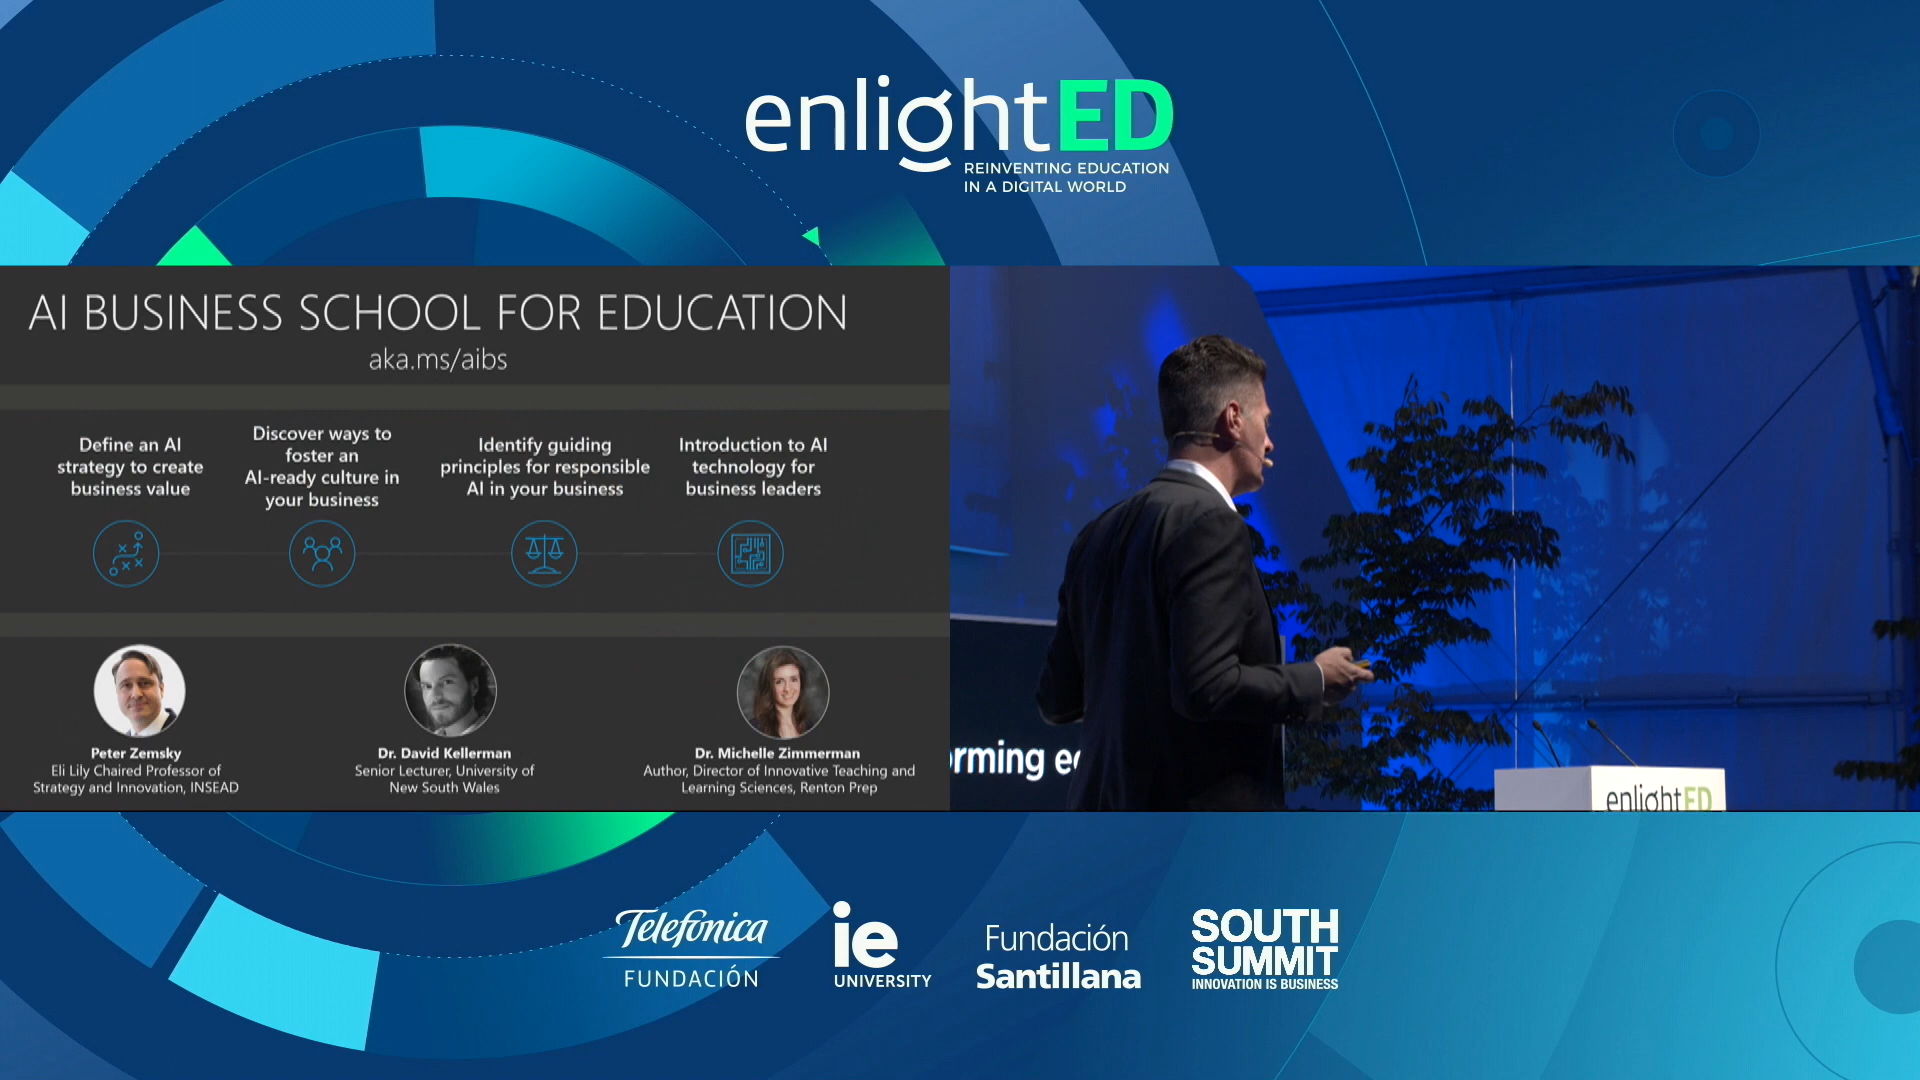 enlightED
REINVENTING EDUCATION
IN A DIGITAL WORLD
AI BUSINESS SCHOOL FOR EDUCATION
aka.ms/aibs
Define an AI
strategy to create
business value
Discover ways to
foster an
AI-ready culture in
your business
Identify guiding
principles for responsible
AI in your business
Introduction to AI
technology for
business leaders
Peter Zemsky
Eli Lily Chaired Professor of
Strategy and Innovation, INSEAD
Dr. David Kellerman
Senior Lecturer, University of
New South Wales
Dr. Michelle Zimmerman
Author, Director of Innovative Teaching and
Learning Sciences, Renton Prep
rming e
enlightED
Telefónica
FUNDACIÓN
ie
UNIVERSITY
Fundación
Santillana
SOUTH
SUMMIT
INNOVATION IS BUSINESS